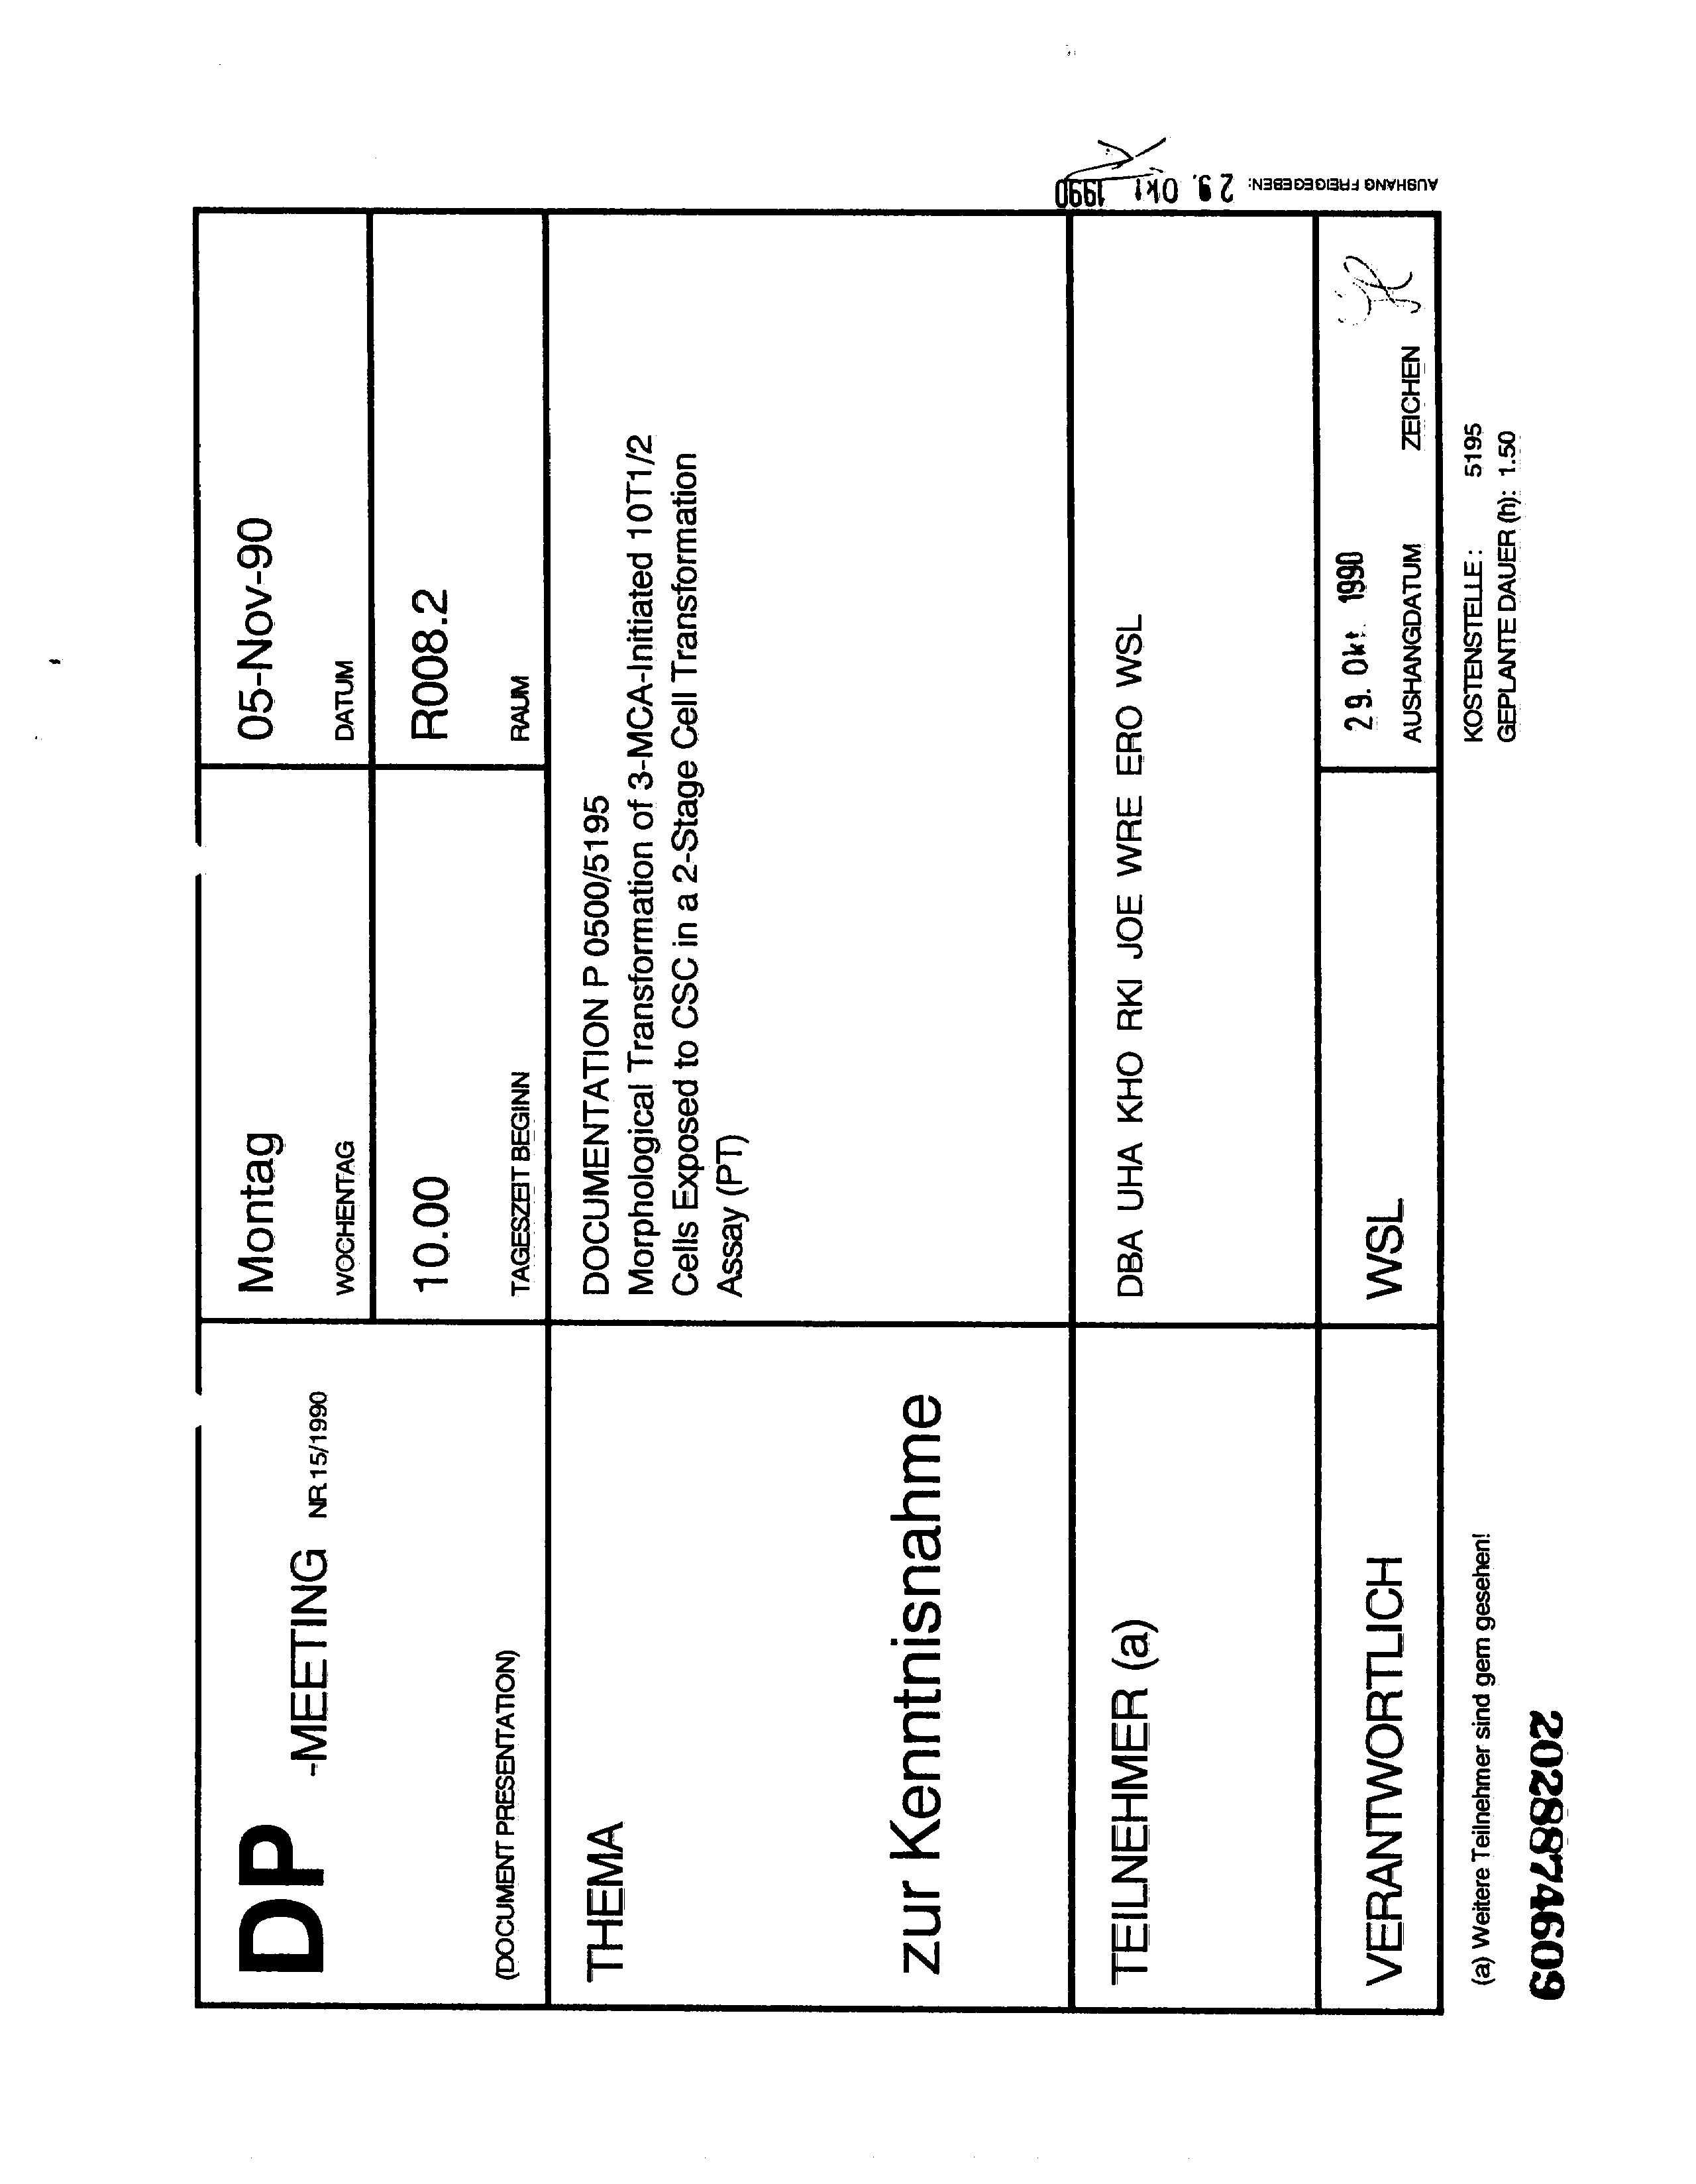 DP -MEETING NR.15/1990
(DOCUMENT PRESENTATION)
Montag
WOCHENTAG
05-Nov-90
DATUM
10.00
TAGESZEIT BEGINN
R008.2
RAUM
THEMA
zur Kenntnisnahme
DOCUMENTATION P 0500/5195
Morphological Transformation of 3-MCA-Initiated 10T1/2
Cells Exposed to CSC in a 2-Stage Cell Transformation
Assay (PT)
TEILNEHMER (a)
DBA UHA KHO RKI JOE WRE ERO WSL
VERANTWORTLICH
WSL
29. Okt. 1990
AUSHANGDATUM ZEICHEN
(a) Weitere Teilnehmer sind gern gesehen!
KOSTENSTELLE : 5195
GEPLANTE DAUER (h): 1.50
2028874609
AUSHANG FREIGEGEBEN: 29. Okt 1990